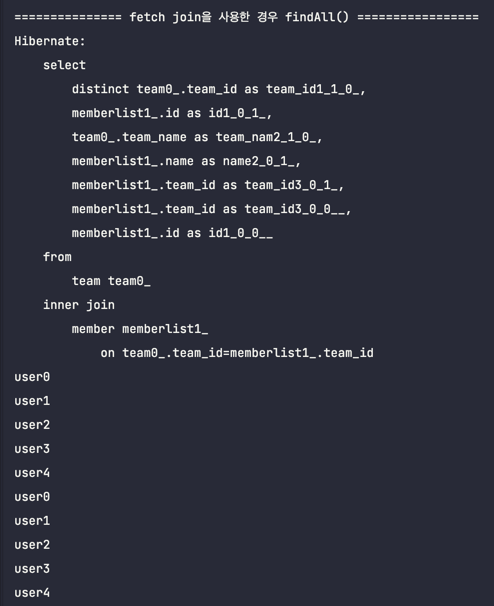 =============== fetch join을 사용한 경우 findAll() =================
Hibernate:
    select
        distinct team0_.team_id as team_id1_1_0_,
        memberlist1_.id as id1_0_1_,
        team0_.team_name as team_nam2_1_0_,
        memberlist1_.name as name2_0_1_,
        memberlist1_.team_id as team_id3_0_1_,
        memberlist1_.team_id as team_id3_0_0__,
        memberlist1_.id as id1_0_0__
    from
        team team0_
    inner join
        member memberlist1_
            on team0_.team_id=memberlist1_.team_id
user0
user1
user2
user3
user4
user0
user1
user2
user3
user4